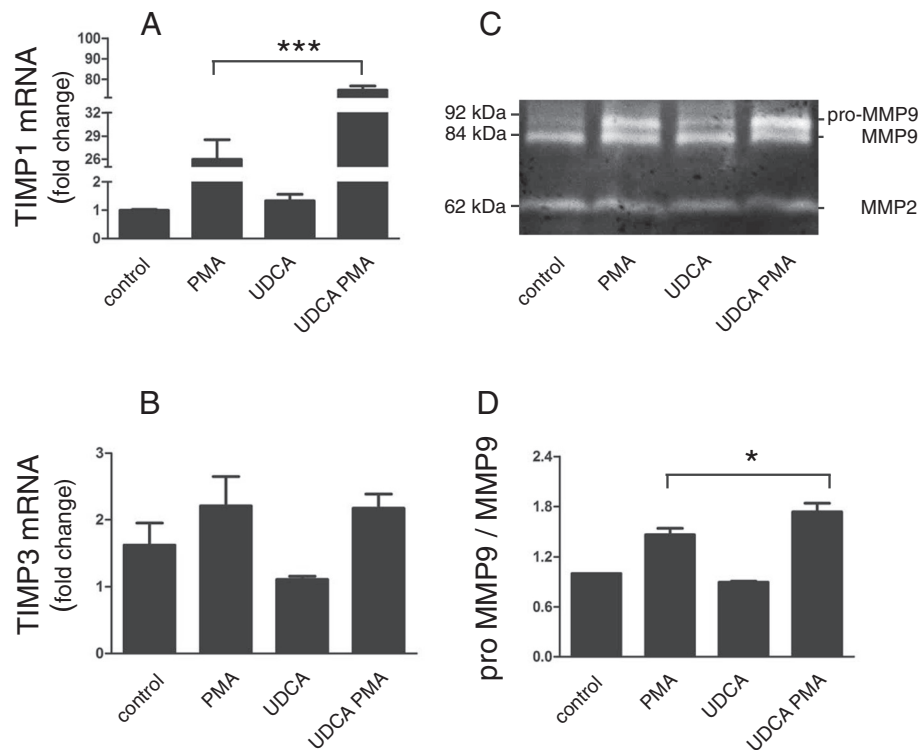 A
TIMP1 mRNA
(fold change)
100
90
80
70
60
32
29
26
2
1
0
***
control
PMA
UDCA
UDCA PMA
C
92 kDa
84 kDa
62 kDa
pro-MMP9
MMP9
MMP2
control
PMA
UDCA
UDCA PMA
B
TIMP3 mRNA
(fold change)
3
2
1
0
control
PMA
UDCA
UDCA PMA
D
pro MMP9 / MMP9
2.4
1.8
1.2
0.6
0.0
*
control
PMA
UDCA
UDCA PMA